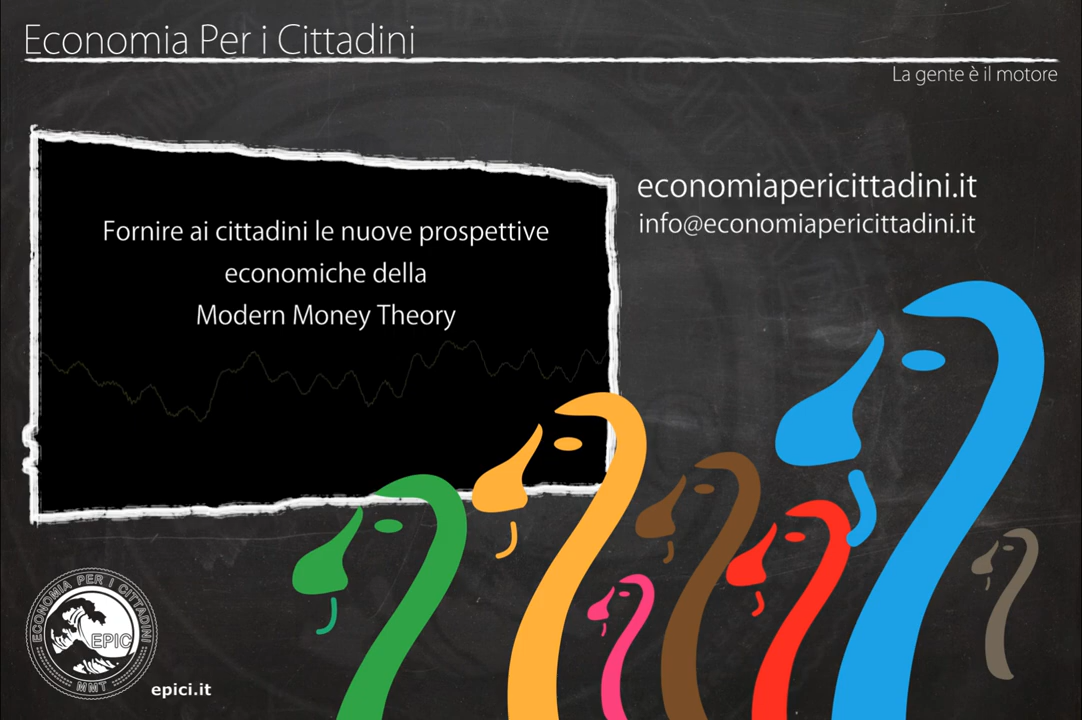 Economia Per i Cittadini
La gente è il motore
Fornire ai cittadini le nuove prospettive
economiche della
Modern Money Theory
economiapericittadini.it
info@economiapericittadini.it
ECONOMIA PER I CITTADINI
EPIC
MMT
epici.it